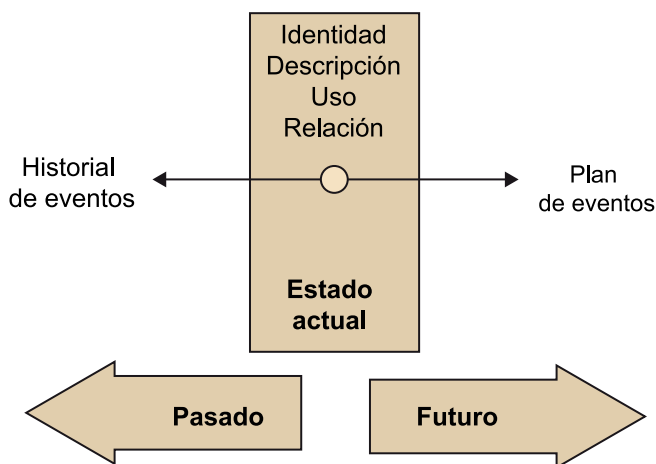 Identidad
Descripción
Uso
Relación
Historial
de eventos
Plan
de eventos
Estado
actual
Pasado
Futuro